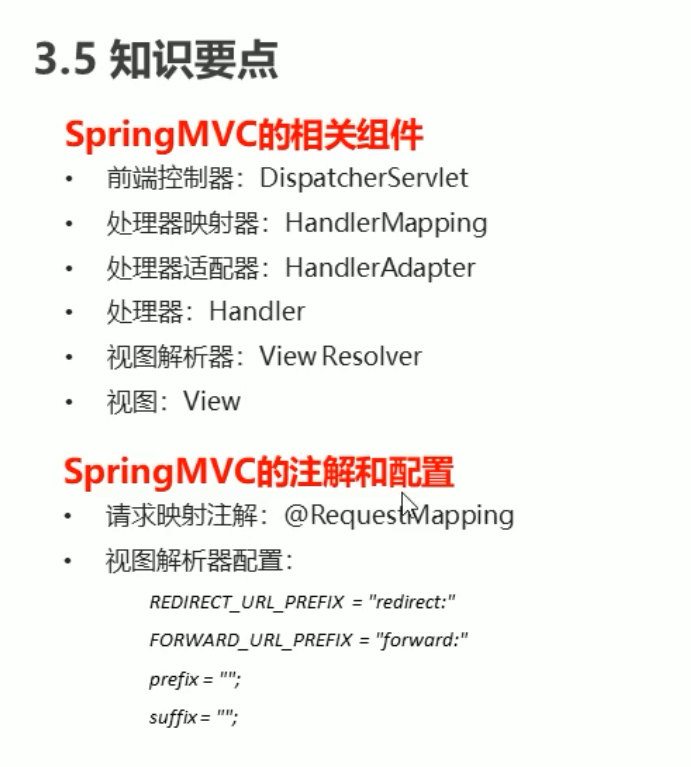 3.5 知识要点
SpringMVC的相关组件
• 前端控制器：DispatcherServlet
• 处理器映射器：HandlerMapping
• 处理器适配器：HandlerAdapter
• 处理器：Handler
• 视图解析器：View Resolver
• 视图：View
SpringMVC的注解和配置
• 请求映射注解：@RequestMapping
• 视图解析器配置：
REDIRECT_URL_PREFIX = "redirect:"
FORWARD_URL_PREFIX = "forward:"
prefix = "";
suffix = "";